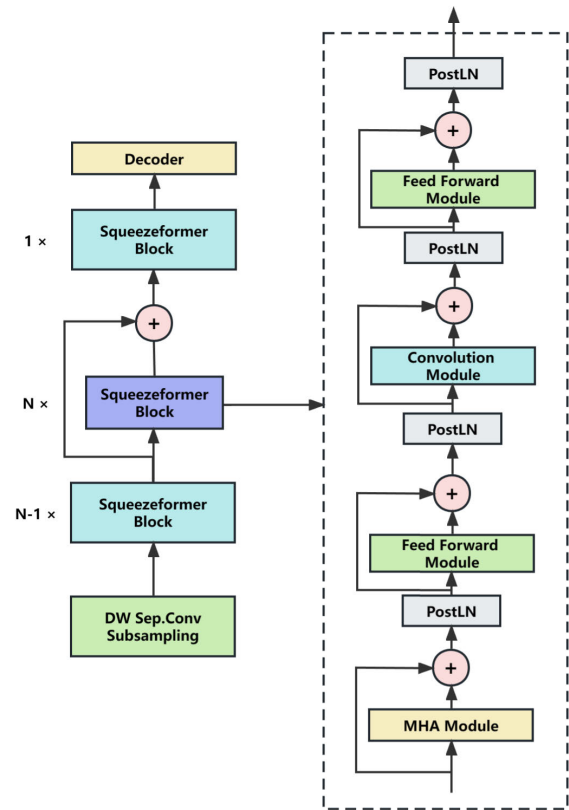 Decoder
1 ×
Squeezeformer
Block
+
N ×
Squeezeformer
Block
N-1 ×
Squeezeformer
Block
DW Sep.Conv
Subsampling
PostLN
+
Feed Forward
Module
PostLN
+
Convolution
Module
PostLN
+
Feed Forward
Module
PostLN
+
MHA Module